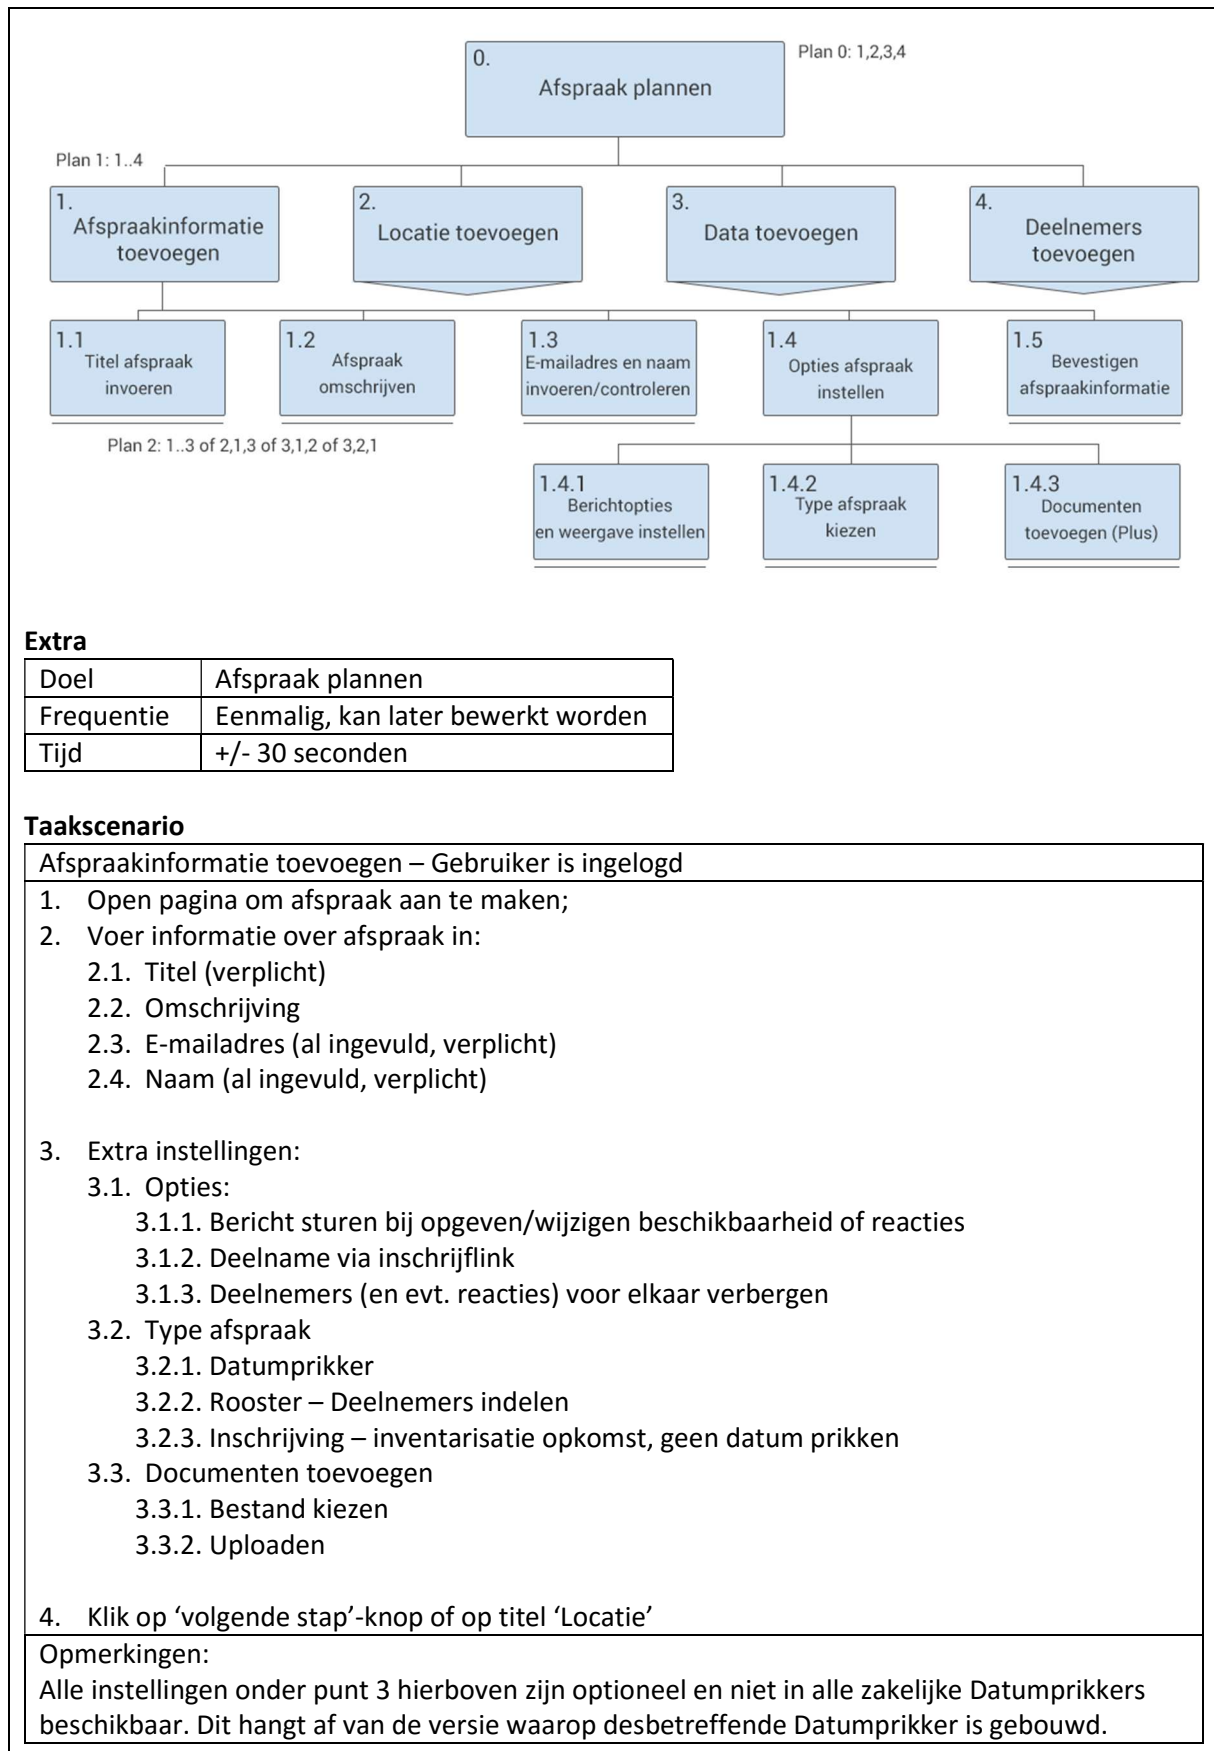 0.
Afspraak plannen
Plan 0: 1,2,3,4
Plan 1: 1..4
1.
Afspraakinformatie
toevoegen
2.
Locatie toevoegen
3.
Data toevoegen
4.
Deelnemers
toevoegen
1.1
Titel afspraak
invoeren
1.2
Afspraak
omschrijven
1.3
E-mailadres en naam
invoeren/controleren
1.4
Opties afspraak
instellen
1.5
Bevestigen
afspraakinformatie
Plan 2: 1..3 of 2,1,3 of 3,1,2 of 3,2,1
1.4.1
Berichtopties
en weergave instellen
1.4.2
Type afspraak
kiezen
1.4.3
Documenten
toevoegen (Plus)
Extra
Doel Afspraak plannen
Frequentie Eenmalig, kan later bewerkt worden
Tijd +/- 30 seconden
Taakscenario
Afspraakinformatie toevoegen – Gebruiker is ingelogd
1. Open pagina om afspraak aan te maken;
2. Voer informatie over afspraak in:
2.1. Titel (verplicht)
2.2. Omschrijving
2.3. E-mailadres (al ingevuld, verplicht)
2.4. Naam (al ingevuld, verplicht)
3. Extra instellingen:
3.1. Opties:
3.1.1. Bericht sturen bij opgeven/wijzigen beschikbaarheid of reacties
3.1.2. Deelname via inschrijflink
3.1.3. Deelnemers (en evt. reacties) voor elkaar verbergen
3.2. Type afspraak
3.2.1. Datumprikker
3.2.2. Rooster – Deelnemers indelen
3.2.3. Inschrijving – inventarisatie opkomst, geen datum prikken
3.3. Documenten toevoegen
3.3.1. Bestand kiezen
3.3.2. Uploaden
4. Klik op ‘volgende stap’-knop of op titel ‘Locatie’
Opmerkingen:
Alle instellingen onder punt 3 hierboven zijn optioneel en niet in alle zakelijke Datumprikkers
beschikbaar. Dit hangt af van de versie waarop desbetreffende Datumprikker is gebouwd.